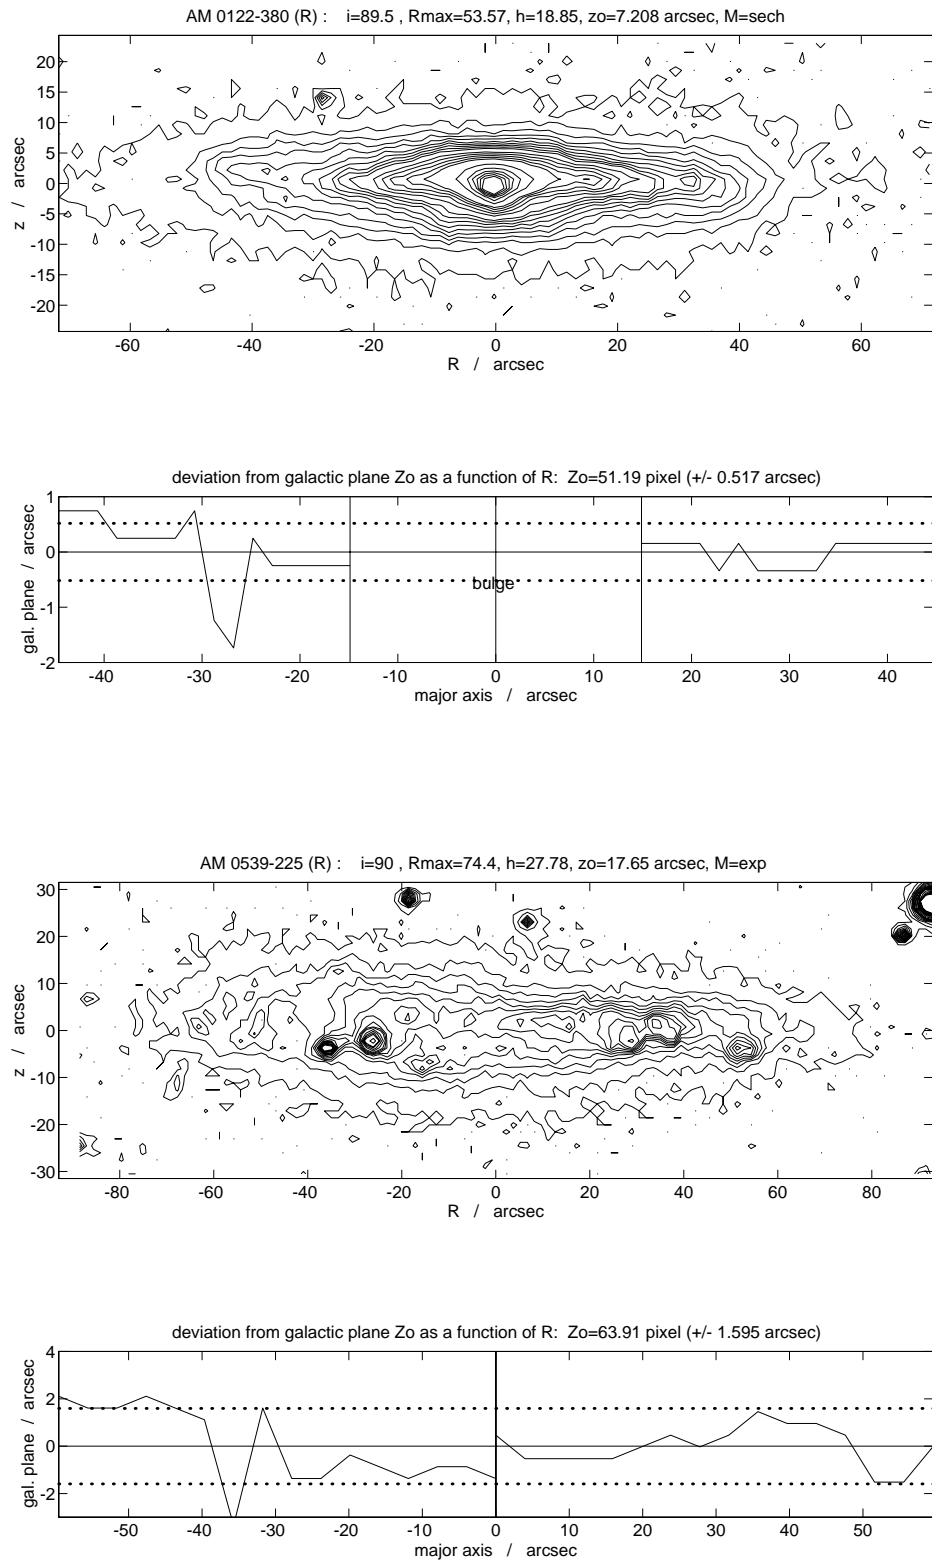 AM 0122-380 (R) : i=89.5 , Rmax=53.57, h=18.85, zo=7.208 arcsec, M=sech
20
15
10
5
0
-5
-10
-15
-20
z / arcsec
-60 -40 -20 0 20 40 60
R / arcsec
deviation from galactic plane Zo as a function of R: Zo=51.19 pixel (+/- 0.517 arcsec)
1
0
-1
-2
gal. plane / arcsec
bulge
-40 -30 -20 -10 0 10 20 30 40
major axis / arcsec
AM 0539-225 (R) : i=90 , Rmax=74.4, h=27.78, zo=17.65 arcsec, M=exp
30
20
10
0
-10
-20
-30
z / arcsec
-80 -60 -40 -20 0 20 40 60 80
R / arcsec
deviation from galactic plane Zo as a function of R: Zo=63.91 pixel (+/- 1.595 arcsec)
4
2
0
-2
gal. plane / arcsec
-50 -40 -30 -20 -10 0 10 20 30 40 50
major axis / arcsec